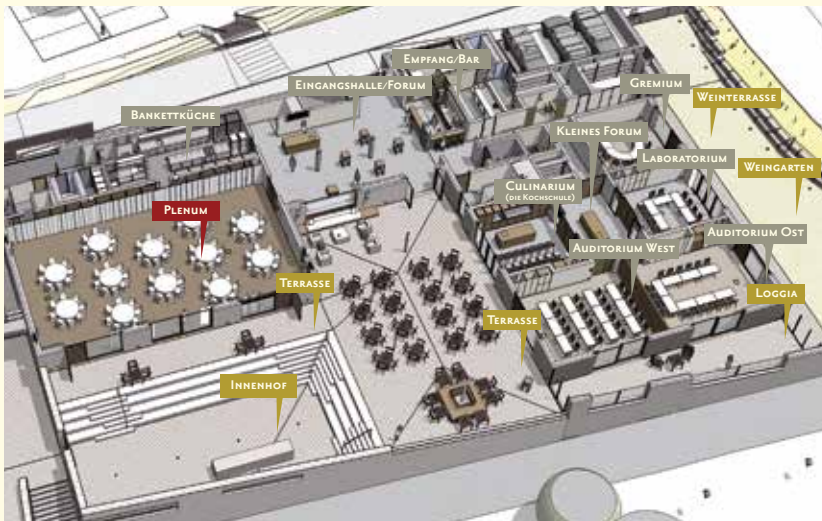 Empfang/Bar
Eingangshalle/Forum
Gremium
Weinterrasse
Bankettküche
Kleines Forum
Laboratorium
Weingarten
Culinarium
(die Kochschule)
Plenum
Auditorium Ost
Auditorium West
Terrasse
Loggia
Terrasse
Innenhof